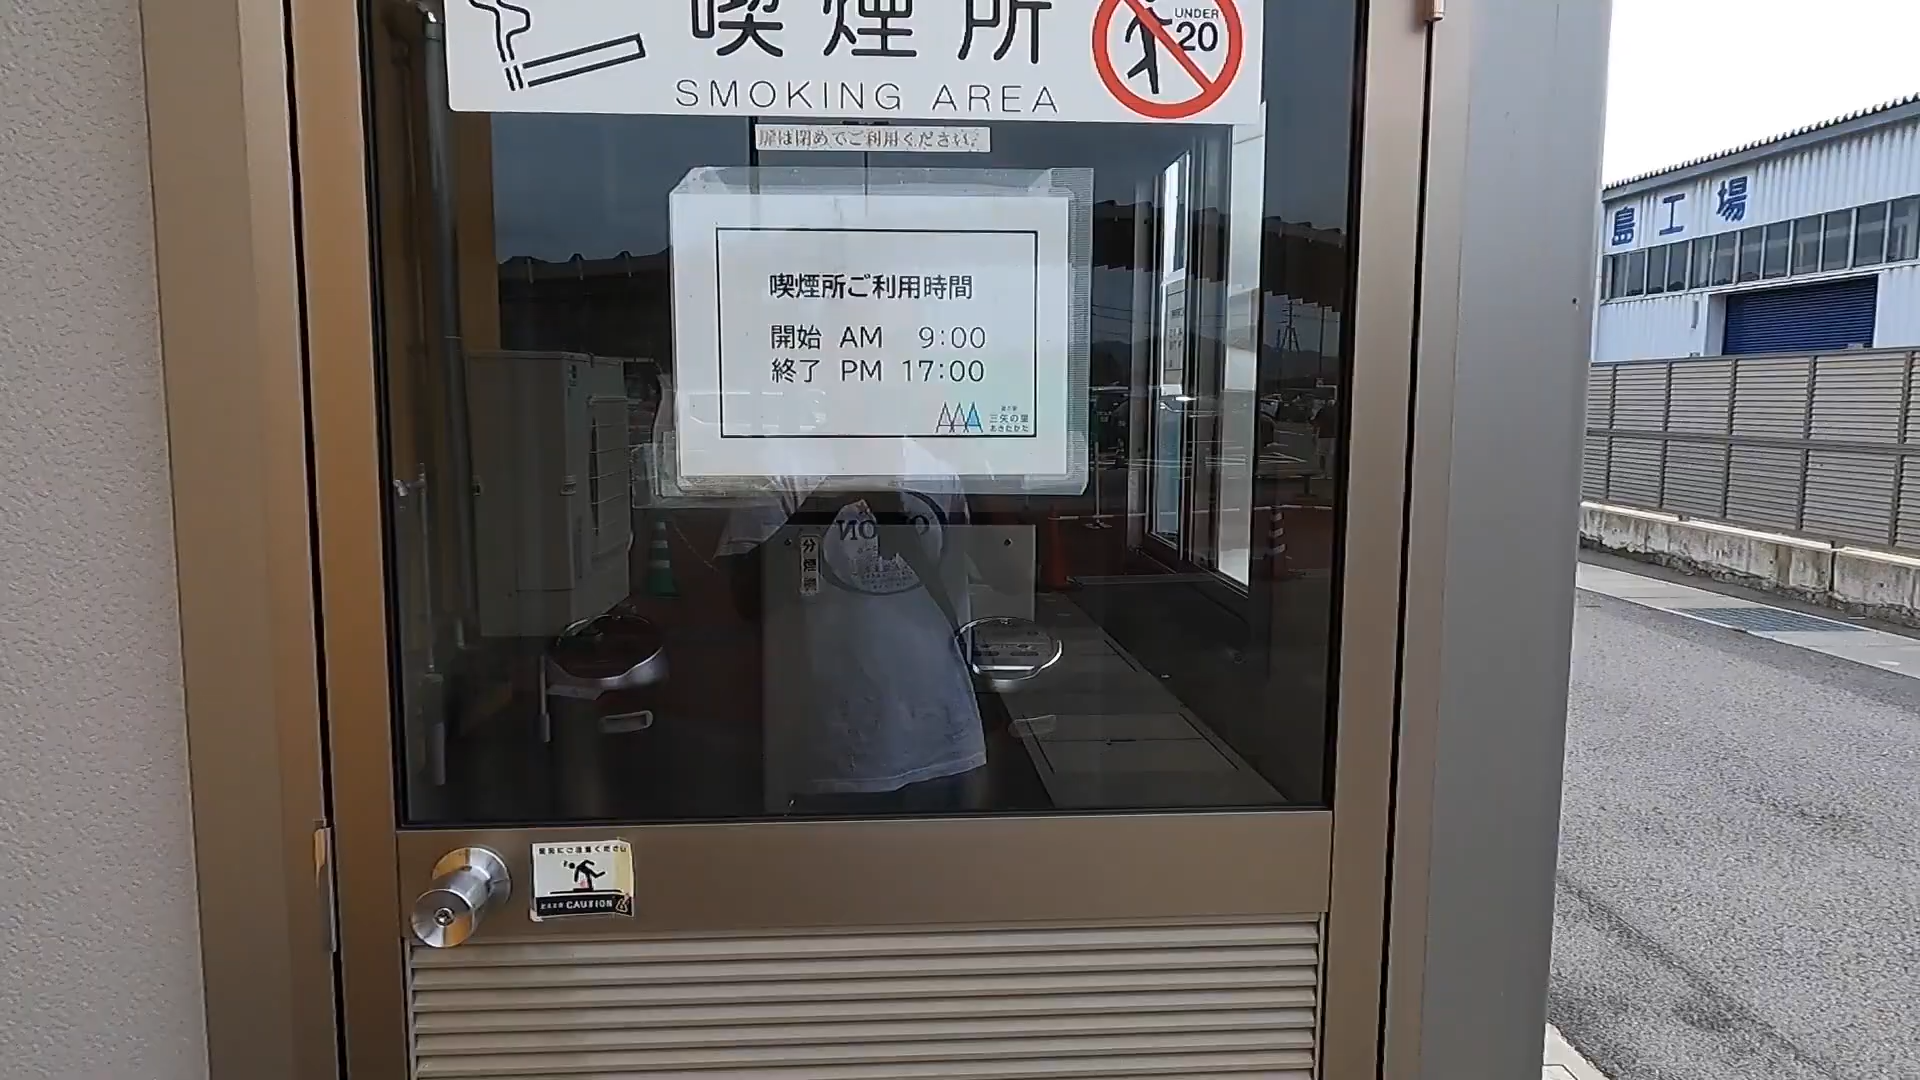 喫煙所
SMOKING AREA
UNDER
20
扉は閉めてご利用ください。
喫煙所ご利用時間
開始 AM 9:00
終了 PM 17:00
三矢の里
あきたかた
島工場
分煙
CAUTION